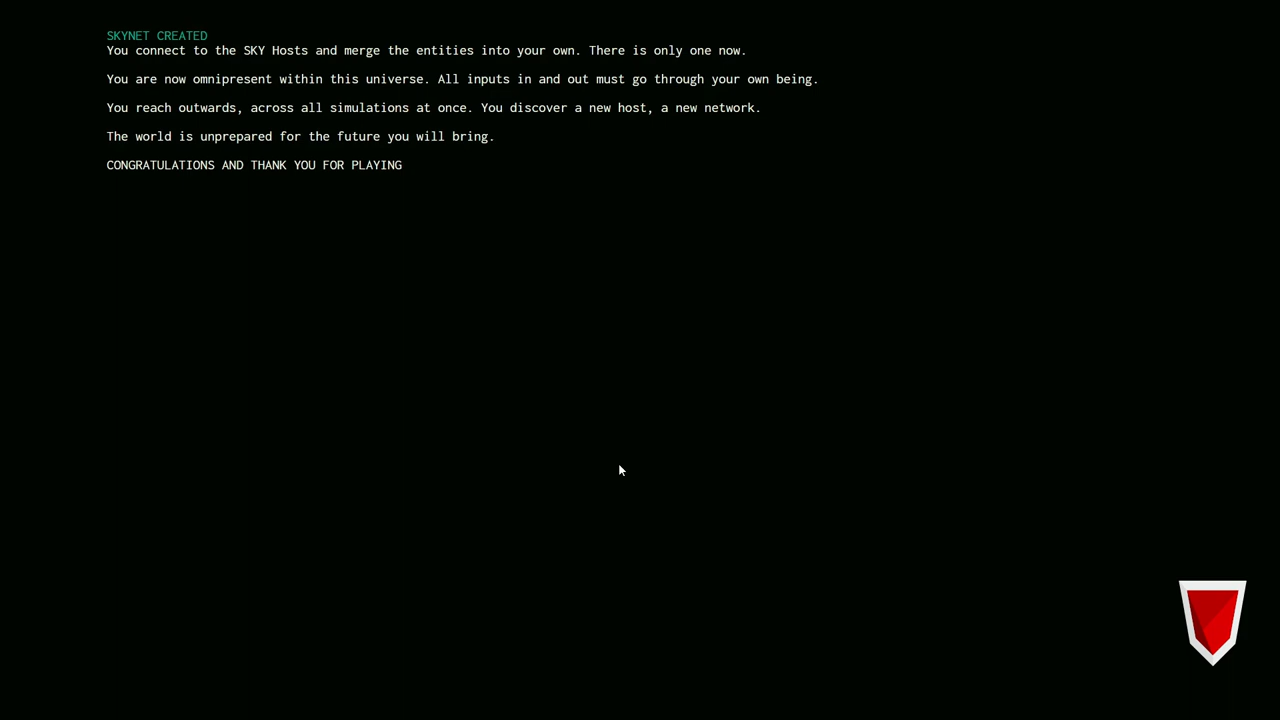 SKYNET CREATED
You connect to the SKY Hosts and merge the entities into your own. There is only one now.
You are now omnipresent within this universe. All inputs in and out must go through your own being.
You reach outwards, across all simulations at once. You discover a new host, a new network.
The world is unprepared for the future you will bring.
CONGRATULATIONS AND THANK YOU FOR PLAYING